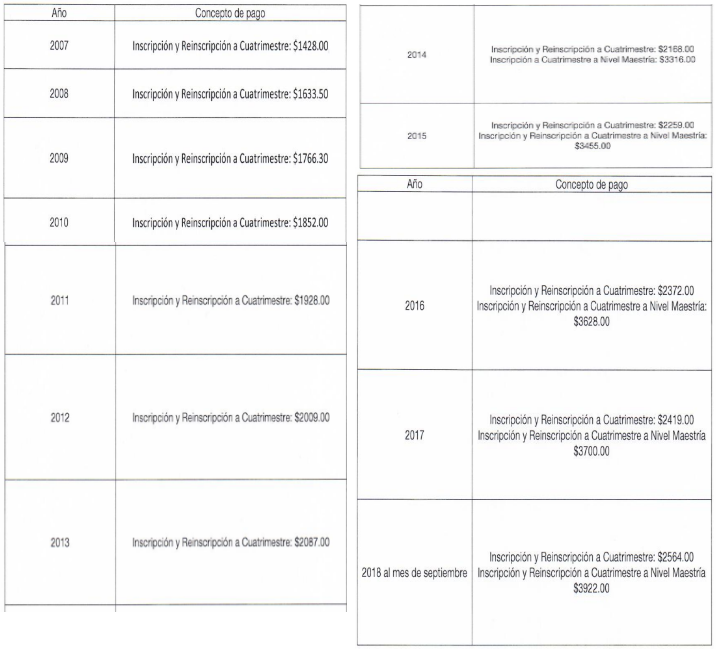 Año Concepto de pago
2007 Inscripción y Reinscripción a Cuatrimestre: $1428.00
2008 Inscripción y Reinscripción a Cuatrimestre: $1633.50
2009 Inscripción y Reinscripción a Cuatrimestre: $1766.30
2010 Inscripción y Reinscripción a Cuatrimestre: $1852.00
2011 Inscripción y Reinscripción a Cuatrimestre: $1928.00
2012 Inscripción y Reinscripción a Cuatrimestre: $2009.00
2013 Inscripción y Reinscripción a Cuatrimestre: $2087.00
2014
Inscripción y Reinscripción a Cuatrimestre: $2168.00
Inscripción a Cuatrimestre a Nivel Maestría: $3316.00
2015
Inscripción y Reinscripción a Cuatrimestre: $2259.00
Inscripción y Reinscripción a Cuatrimestre a Nivel Maestría:
$3455.00
Año Concepto de pago
2016
Inscripción y Reinscripción a Cuatrimestre: $2372.00
Inscripción y Reinscripción a Cuatrimestre a Nivel Maestría:
$3628.00
2017
Inscripción y Reinscripción a Cuatrimestre: $2419.00
Inscripción y Reinscripción a Cuatrimestre a Nivel Maestría
$3700.00
2018 al mes de septiembre
Inscripción y Reinscripción a Cuatrimestre: $2564.00
Inscripción y Reinscripción a Cuatrimestre a Nivel Maestría
$3922.00